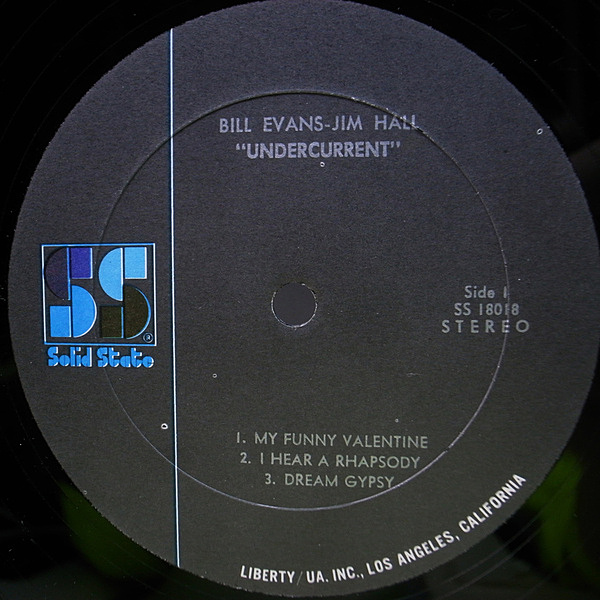 BILL EVANS-JIM HALL
"UNDERCURRENT"
SS
®
Solid State
Side 1
SS 18018
STEREO
1. MY FUNNY VALENTINE
2. I HEAR A RHAPSODY
3. DREAM GYPSY
LIBERTY/UA. INC., LOS ANGELES, CALIFORNIA